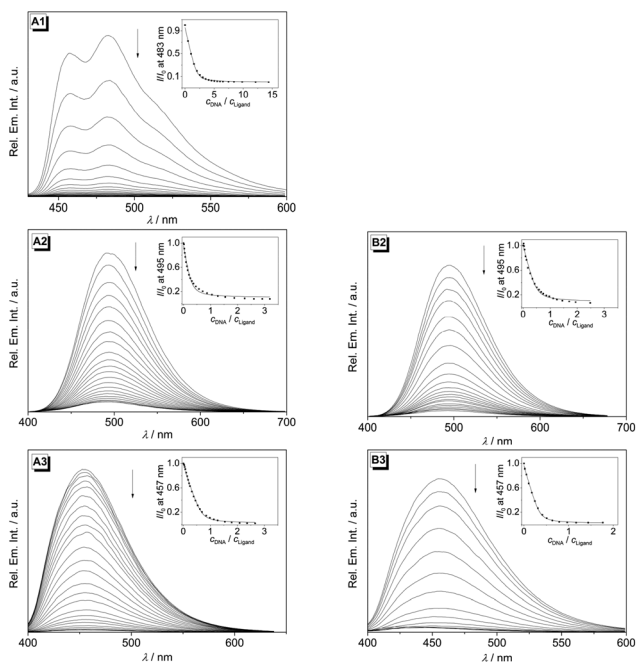 A1
Rel. Em. Int. / a.u.
I/I0 at 483 nm
0.9
0.5
0.1
0 5 10 15
cDNA / cLigand
450 500 550 600
λ / nm
A2
Rel. Em. Int. / a.u.
I/I0 at 495 nm
1.0
0.6
0.2
0 1 2 3
cDNA / cLigand
400 500 600 700
λ / nm
B2
Rel. Em. Int. / a.u.
I/I0 at 495 nm
1.0
0.6
0.2
0 1 2 3
cDNA / cLigand
400 500 600 700
λ / nm
A3
Rel. Em. Int. / a.u.
I/I0 at 457 nm
1.0
0.6
0.2
0 1 2 3
cDNA / cLigand
400 500 600
λ / nm
B3
Rel. Em. Int. / a.u.
I/I0 at 457 nm
1.0
0.6
0.2
0 1 2
cDNA / cLigand
400 450 500 550 600
λ / nm